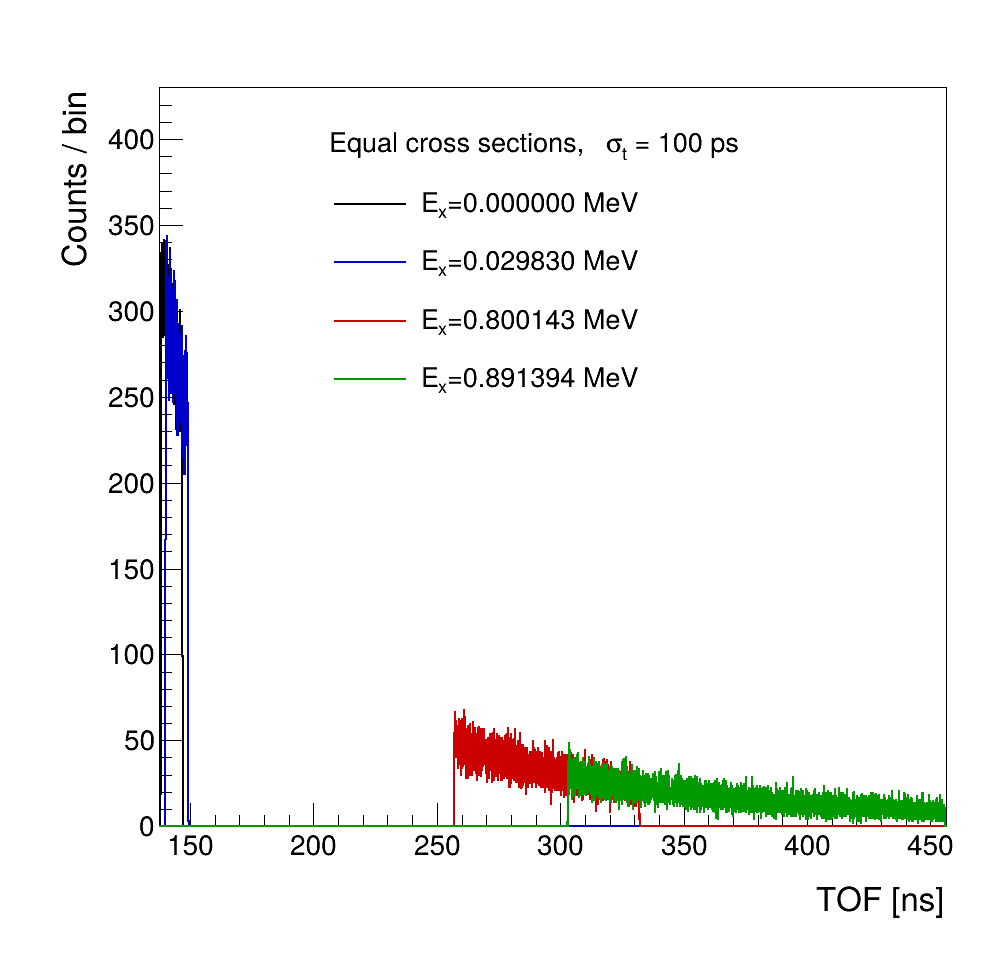 Counts / bin
400
350
300
250
200
150
100
50
0
Equal cross sections, σt = 100 ps
Ex=0.000000 MeV
Ex=0.029830 MeV
Ex=0.800143 MeV
Ex=0.891394 MeV
150 200 250 300 350 400 450
TOF [ns]